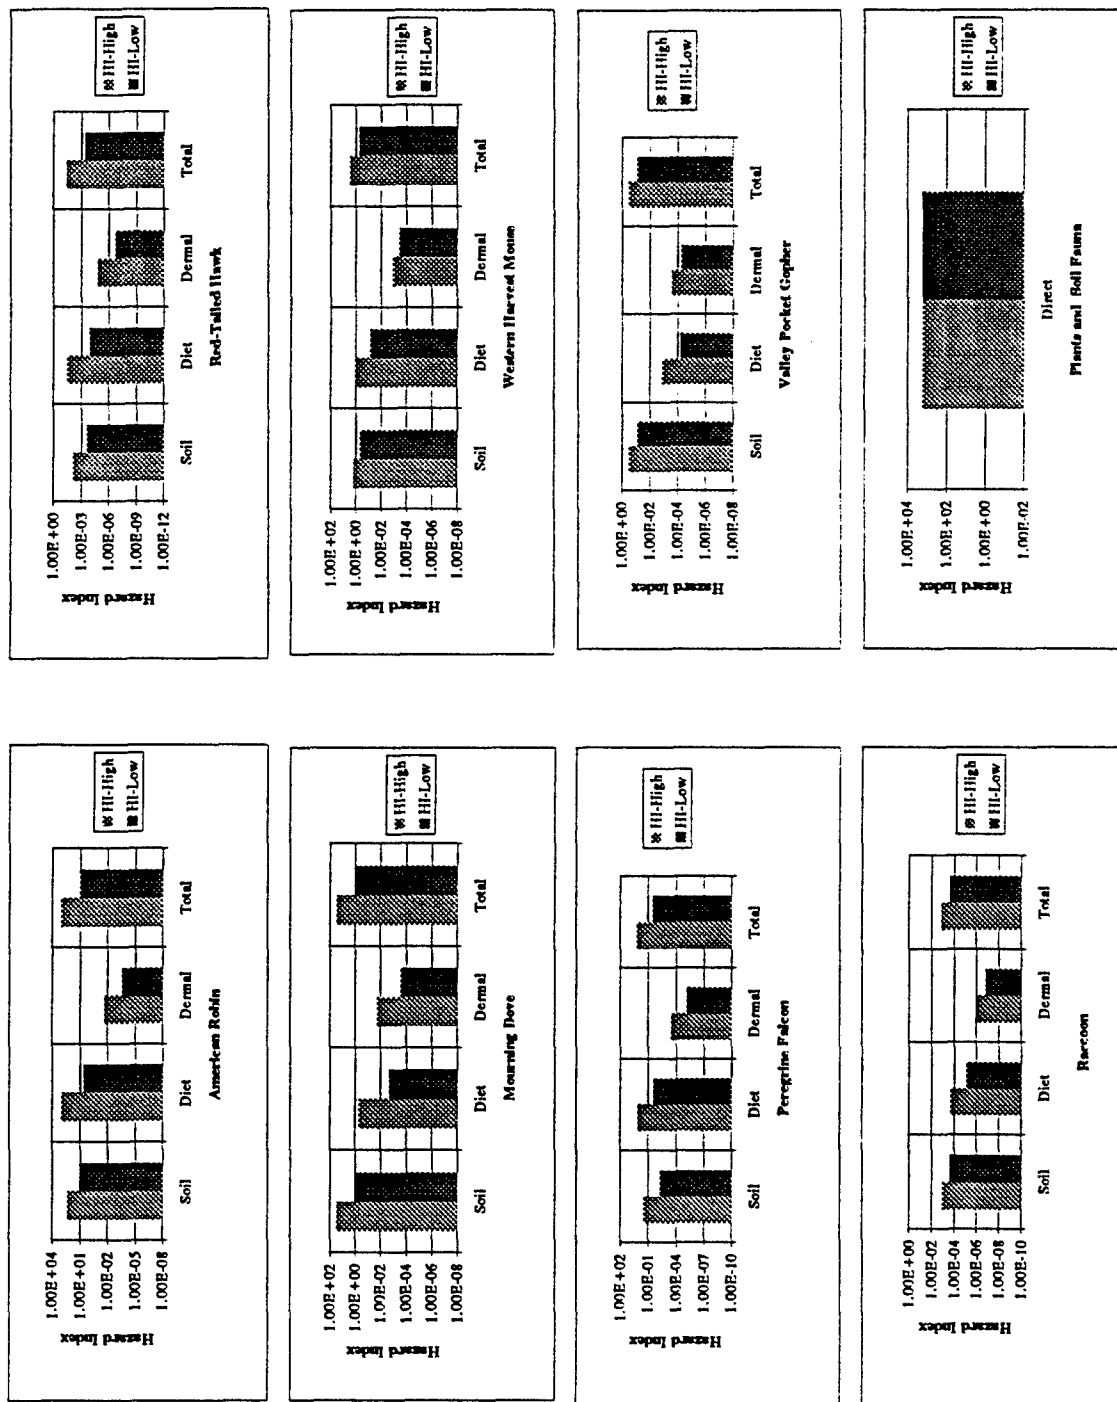 1.00E+04
1.00E+01
1.00E-02
1.00E-05
1.00E-08
Hazard Index
Soil
Diet
Dermal
Total
American Robin
HI-High
HI-Low
1.00E+00
1.00E-03
1.00E-06
1.00E-09
1.00E-12
Hazard Index
Soil
Diet
Dermal
Total
Red-Tailed Hawk
HI-High
HI-Low
1.00E+02
1.00E+00
1.00E-02
1.00E-04
1.00E-06
1.00E-08
Hazard Index
Soil
Diet
Dermal
Total
Mourning Dove
HI-High
HI-Low
1.00E+02
1.00E+00
1.00E-02
1.00E-04
1.00E-06
1.00E-08
Hazard Index
Soil
Diet
Dermal
Total
Western Harvest Mouse
HI-High
HI-Low
1.00E+02
1.00E-01
1.00E-04
1.00E-07
1.00E-10
Hazard Index
Soil
Diet
Dermal
Total
Peregrine Falcon
HI-High
HI-Low
1.00E+00
1.00E-02
1.00E-04
1.00E-06
1.00E-08
Hazard Index
Soil
Diet
Dermal
Total
Valley Pocket Gopher
HI-High
HI-Low
1.00E+00
1.00E-02
1.00E-04
1.00E-06
1.00E-08
1.00E-10
Hazard Index
Soil
Diet
Dermal
Total
Raccoon
HI-High
HI-Low
1.00E+04
1.00E+02
1.00E+00
1.00E-02
Hazard Index
Direct
Plants and Soil Fauna
HI-High
HI-Low